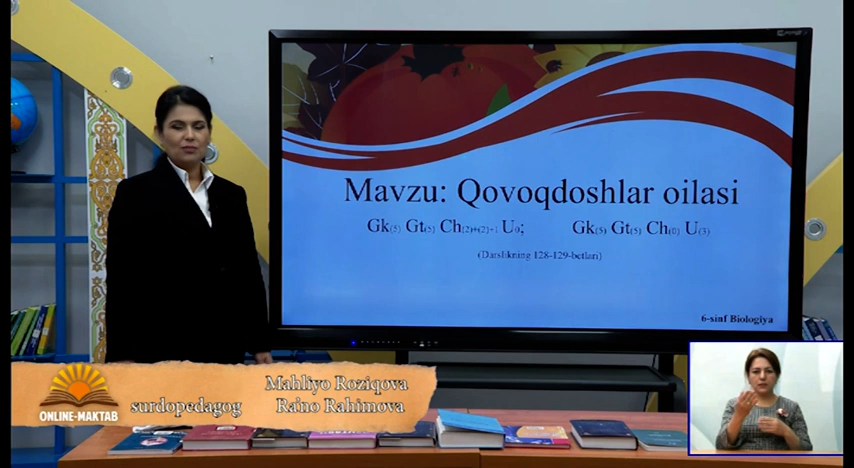 Mavzu: Qovoqdoshlar oilasi
Gk(5) Gt(5) Ch(2)+(2)+1 U0; Gk(5) Gt(5) Ch(0) U(3)
(Darslikning 128-129-betlari)
6-sinf Biologiya
Mahliyo Roziqova
surdopedagog Ra'no Rahimova
ONLINE-MAKTAB